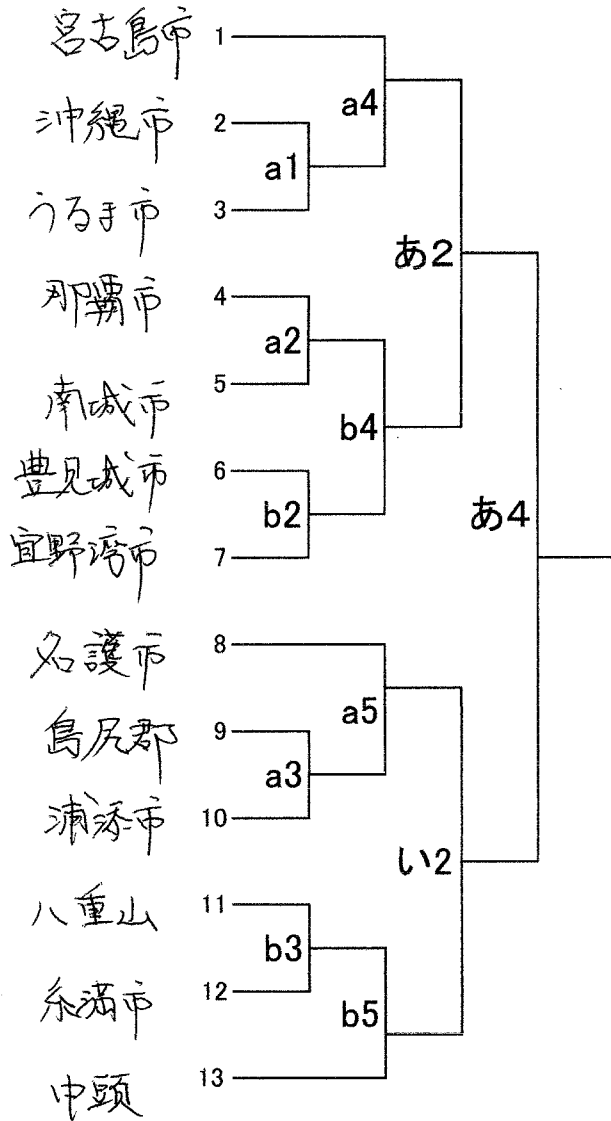 宮古島市 1
a4
沖縄市 2
a1
うるま市 3
あ2
那覇市 4
a2
南城市 5
b4
豊見城市 6
b2
あ4
宜野湾市 7
名護市 8
a5
島尻郡 9
a3
浦添市 10
い2
八重山 11
b3
糸満市 12
b5
中頭 13